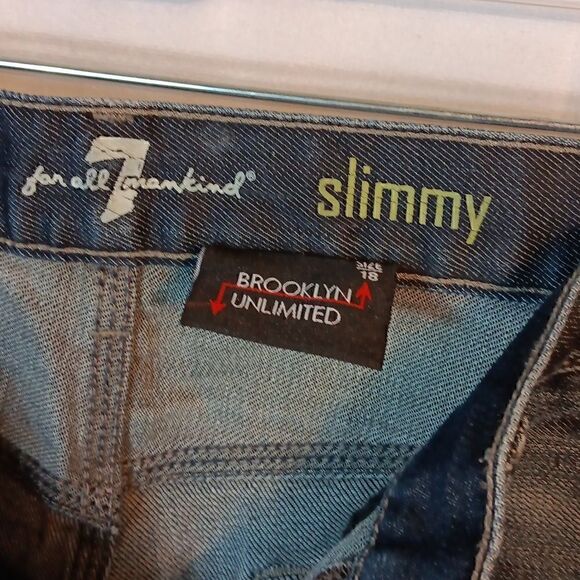 for all 7 mankind®
slimmy
BROOKLYN
UNLIMITED
SIZE
18